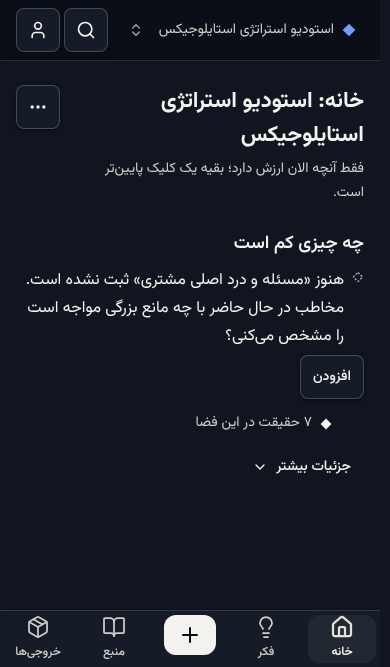 استودیو استراتژی استایلوجیکس
خانه: استودیو استراتژی
استایلوجیکس
فقط آنچه الان ارزش دارد؛ بقیه یک کلیک پایین‌تر
است.
چه چیزی کم است
هنوز «مسئله و درد اصلی مشتری» ثبت نشده است.
مخاطب در حال حاضر با چه مانع بزرگی مواجه است
را مشخص می‌کنی؟
افزودن
۷ حقیقت در این فضا
جزئیات بیشتر
خانه
فکر
منبع
خروجی‌ها